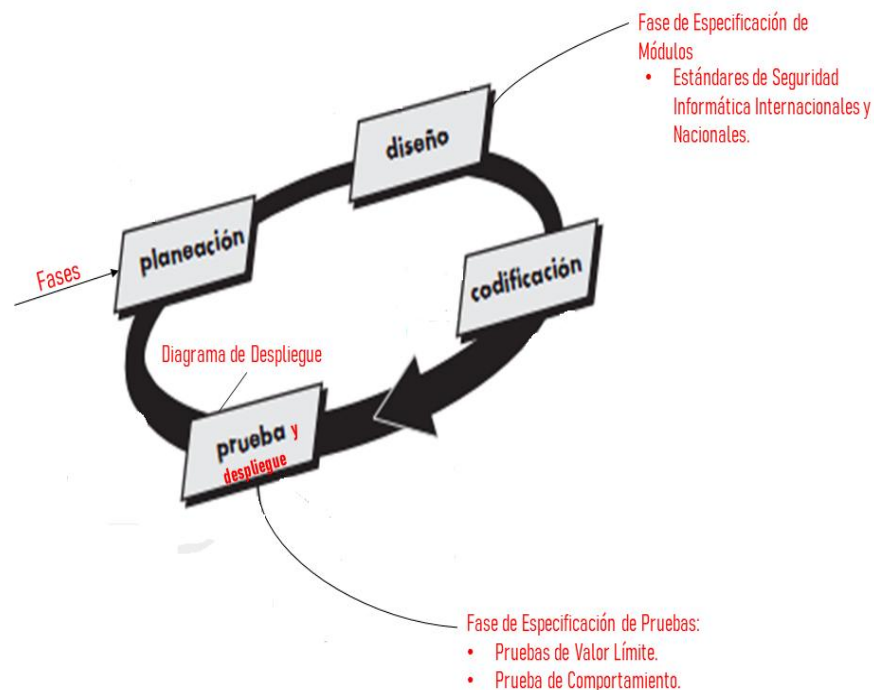 Fase de Especificación de
Módulos
• Estándares de Seguridad
Informática Internacionales y
Nacionales.
diseño
planeación
codificación
Fases
Diagrama de Despliegue
prueba y
despliegue
Fase de Especificación de Pruebas:
• Pruebas de Valor Límite.
• Prueba de Comportamiento.